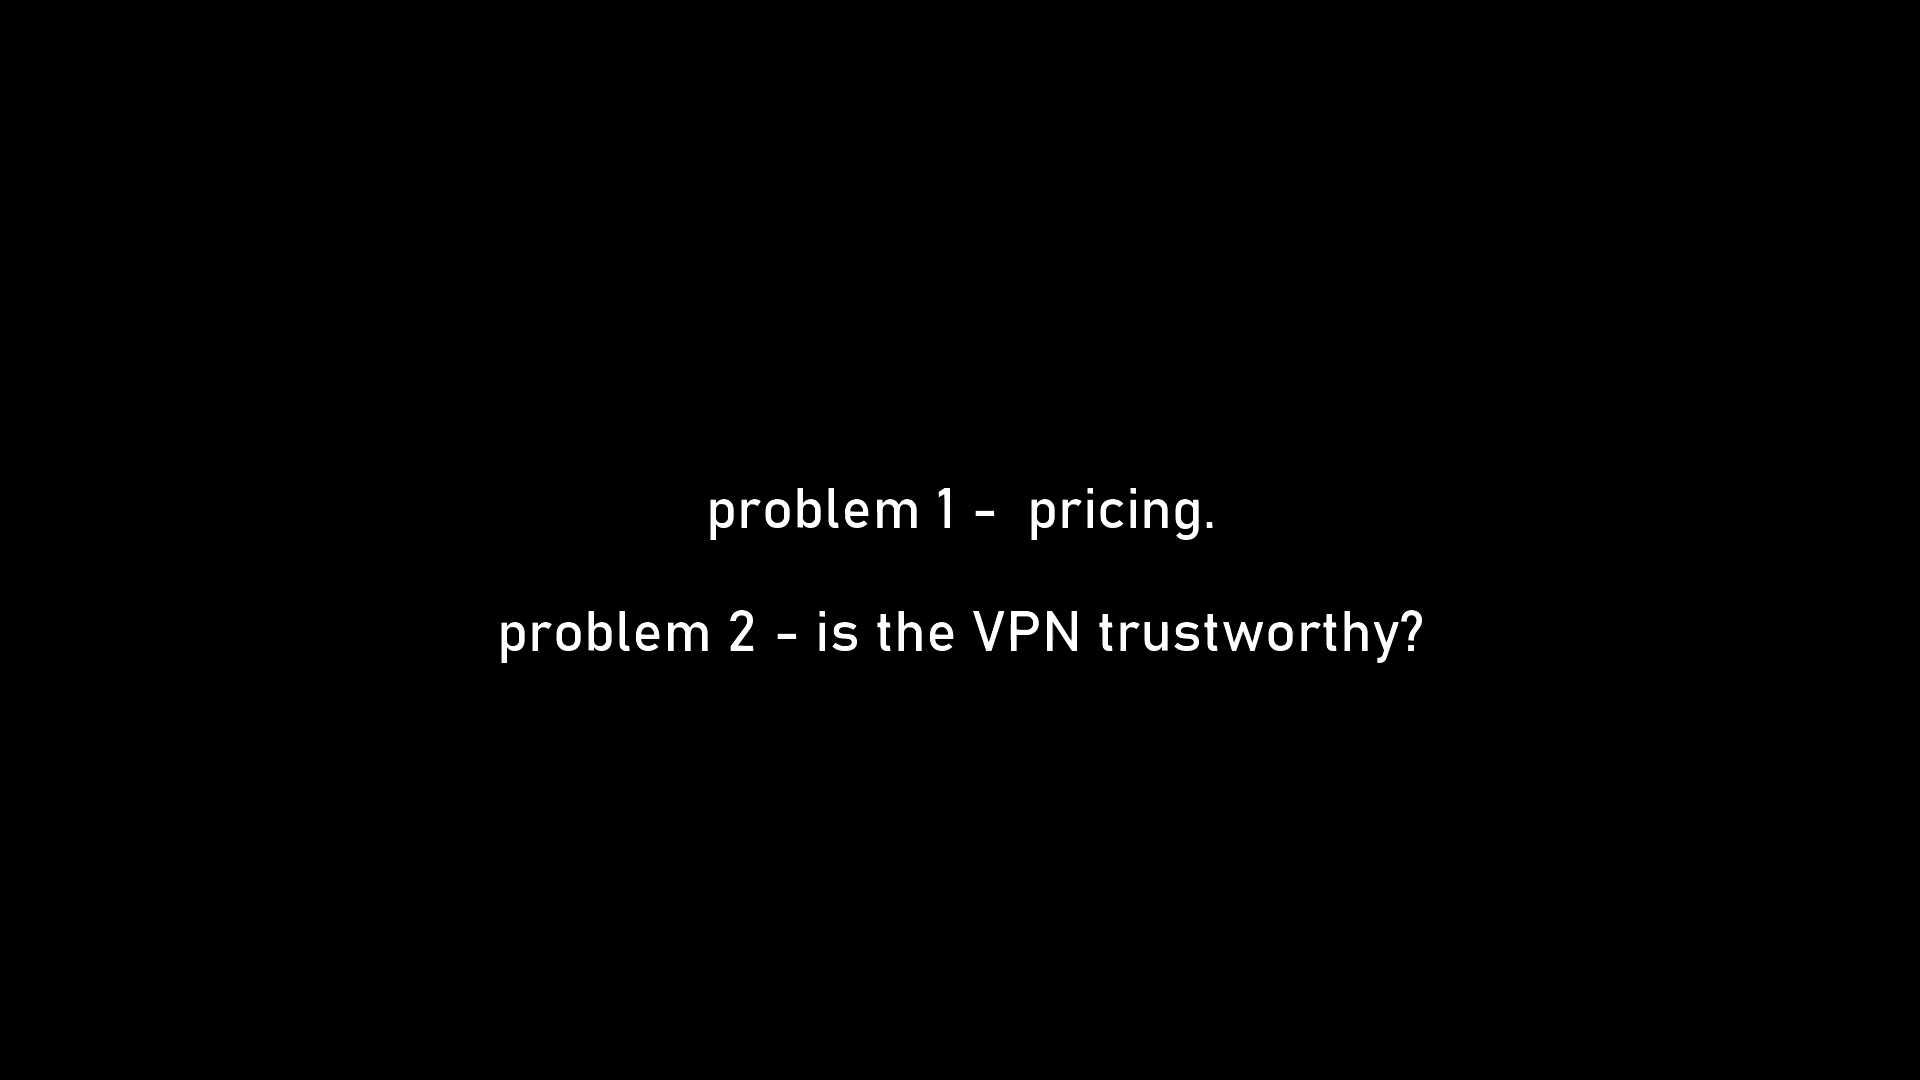 problem 1 -  pricing.
problem 2 - is the VPN trustworthy?